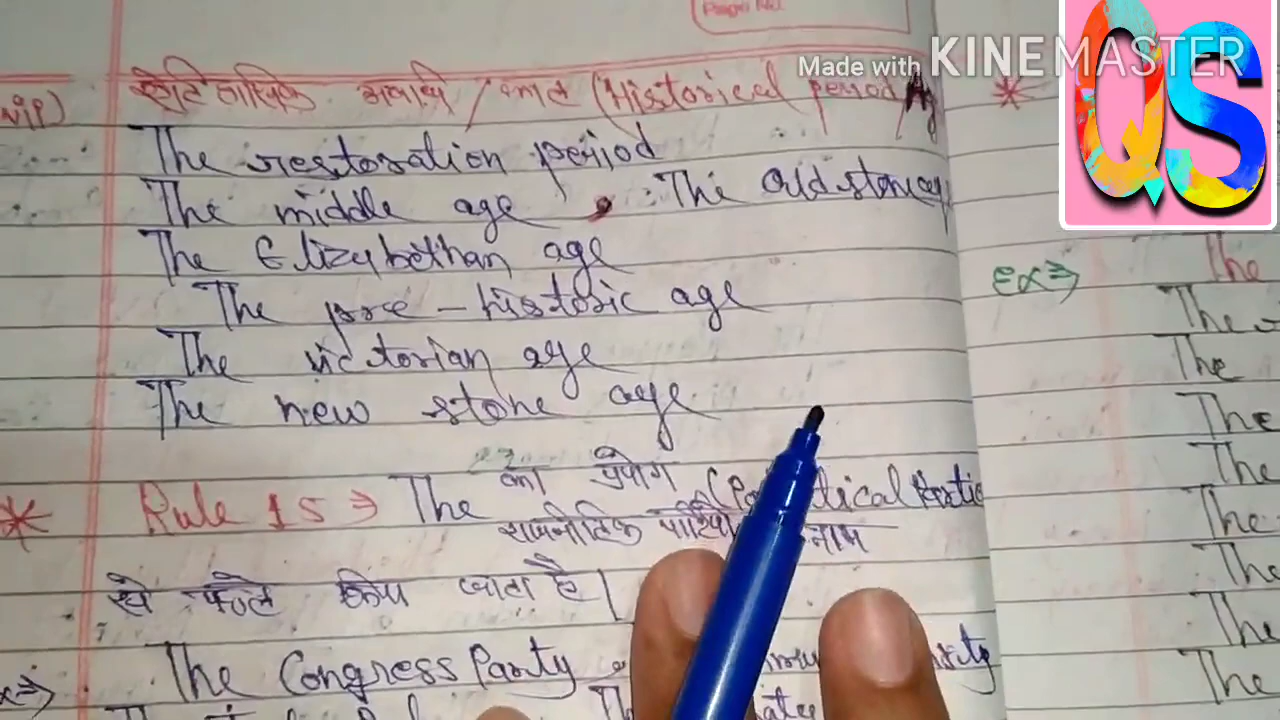 Page No.
Made with KINEMASTER
QS
ऐतिहासिक अवधि / काल (Historical period / Ag
The restoration period
The middle age The old stone age
The Elizabethan age
The pre-historic age
The victorian age
The new stone age
Rule 15 ⇒ The का प्रयोग
राजनीतिक पार्टियों नाम
से पहले किया जाता है।
The Congress Party
Ex ⇒
The
The
The
The
The
The
The
The
The